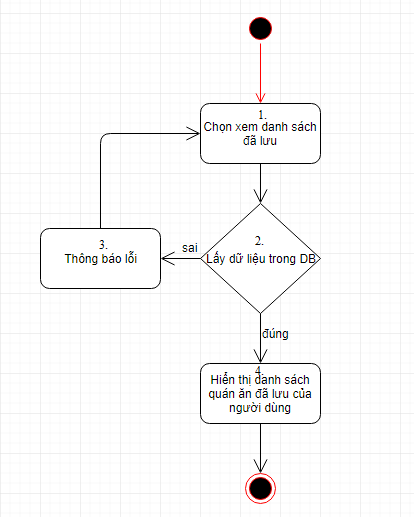 1.
Chọn xem danh sách
đã lưu
2.
Lấy dữ liệu trong DB
sai
3.
Thông báo lỗi
đúng
4.
Hiển thị danh sách
quán ăn đã lưu của
người dùng